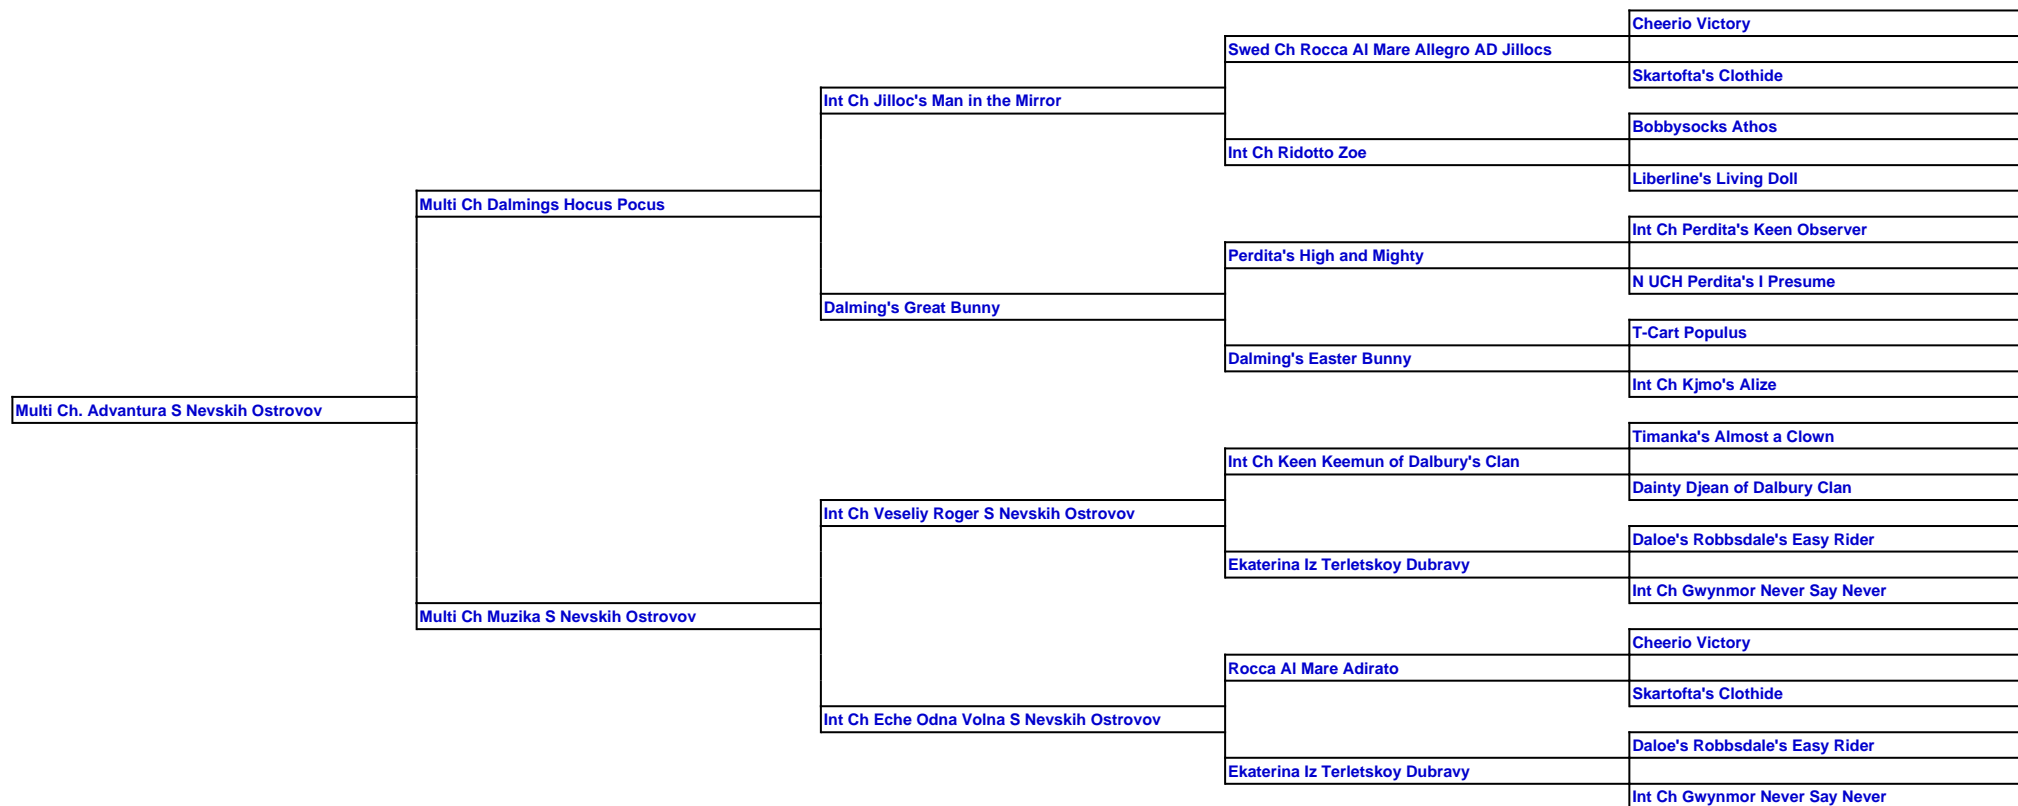 Cheerio Victory
Swed Ch Rocca Al Mare Allegro AD Jillocs
Skartofta's Clothide
Int Ch Jilloc's Man in the Mirror
Bobbysocks Athos
Int Ch Ridotto Zoe
Liberline's Living Doll
Multi Ch Dalmings Hocus Pocus
Int Ch Perdita's Keen Observer
Perdita's High and Mighty
N UCH Perdita's I Presume
Dalming's Great Bunny
T-Cart Populus
Dalming's Easter Bunny
Int Ch Kjmo's Alize
Multi Ch. Advantura S Nevskih Ostrovov
Timanka's Almost a Clown
Int Ch Keen Keemun of Dalbury's Clan
Dainty Djean of Dalbury Clan
Int Ch Veseliy Roger S Nevskih Ostrovov
Daloe's Robbsdale's Easy Rider
Ekaterina Iz Terletskoy Dubravy
Int Ch Gwynmor Never Say Never
Multi Ch Muzika S Nevskih Ostrovov
Cheerio Victory
Rocca Al Mare Adirato
Skartofta's Clothide
Int Ch Eche Odna Volna S Nevskih Ostrovov
Daloe's Robbsdale's Easy Rider
Ekaterina Iz Terletskoy Dubravy
Int Ch Gwynmor Never Say Never